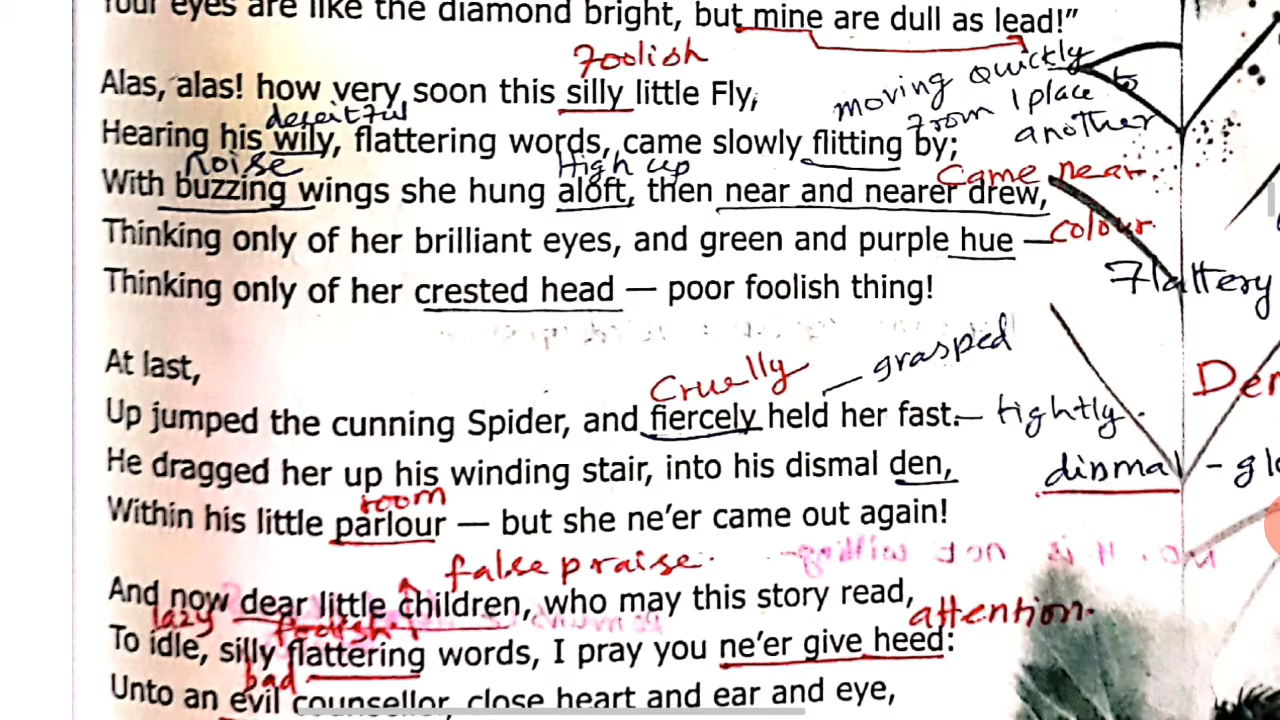 Your eyes are like the diamond bright, but mine are dull as lead!"
Foolish
Alas, alas! how very soon this silly little Fly,
moving quickly
from 1 place to
another
Hearing his wily, flattering words, came slowly flitting by;
noise
High up
Came near.
With buzzing wings she hung aloft, then near and nearer drew,
Thinking only of her brilliant eyes, and green and purple hue — colour.
Flattery
Thinking only of her crested head — poor foolish thing!
At last,
Cruelly
grasped
Up jumped the cunning Spider, and fiercely held her fast. — tightly.
He dragged her up his winding stair, into his dismal den,
dismal -
room
Within his little parlour — but she ne'er came out again!
false praise.
And now dear little children, who may this story read,
lazy
foolish
attention.
To idle, silly flattering words, I pray you ne'er give heed:
bad
Unto an evil counsellor, close heart and ear and eye,